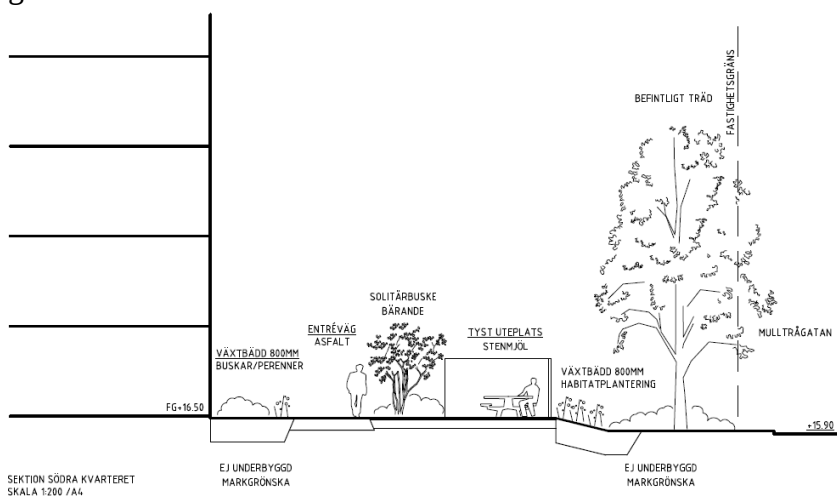 BEFINTLIGT TRÄD
FASTIGHETSGRÄNS
SOLITÄRBUSKE
BÄRANDE
ENTRÉVÄG
ASFALT
TYST UTEPLATS
STENMJÖL
MULLTRÅGATAN
VÄXTBÄDD 800MM
BUSKAR/PERENNER
VÄXTBÄDD 800MM
HABITATPLANTERING
FG+16.50
+15.90
EJ UNDERBYGGD
MARKGRÖNSKA
EJ UNDERBYGGD
MARKGRÖNSKA
SEKTION SÖDRA KVARTERET
SKALA 1:200 /A4